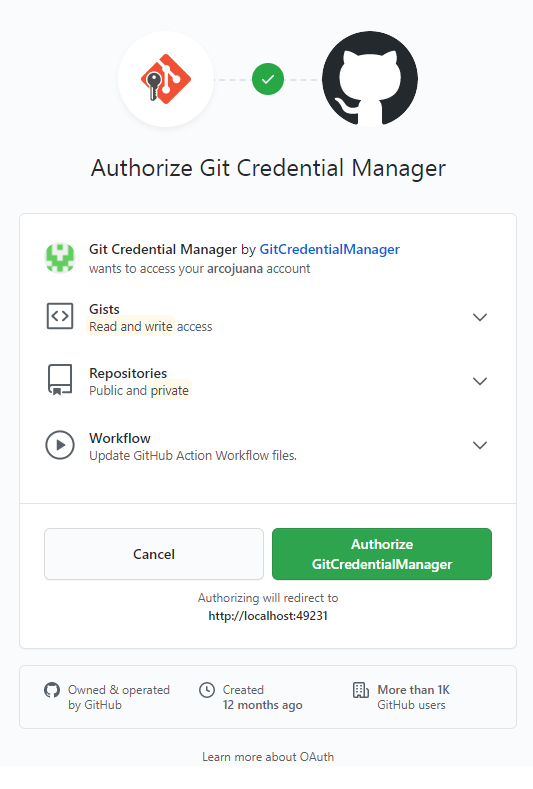 Authorize Git Credential Manager
Git Credential Manager by GitCredentialManager
wants to access your arcojuana account
Gists
Read and write access
Repositories
Public and private
Workflow
Update GitHub Action Workflow files.
Cancel
Authorize
GitCredentialManager
Authorizing will redirect to
http://localhost:49231
Owned & operated
by GitHub
Created
12 months ago
More than 1K
GitHub users
Learn more about OAuth